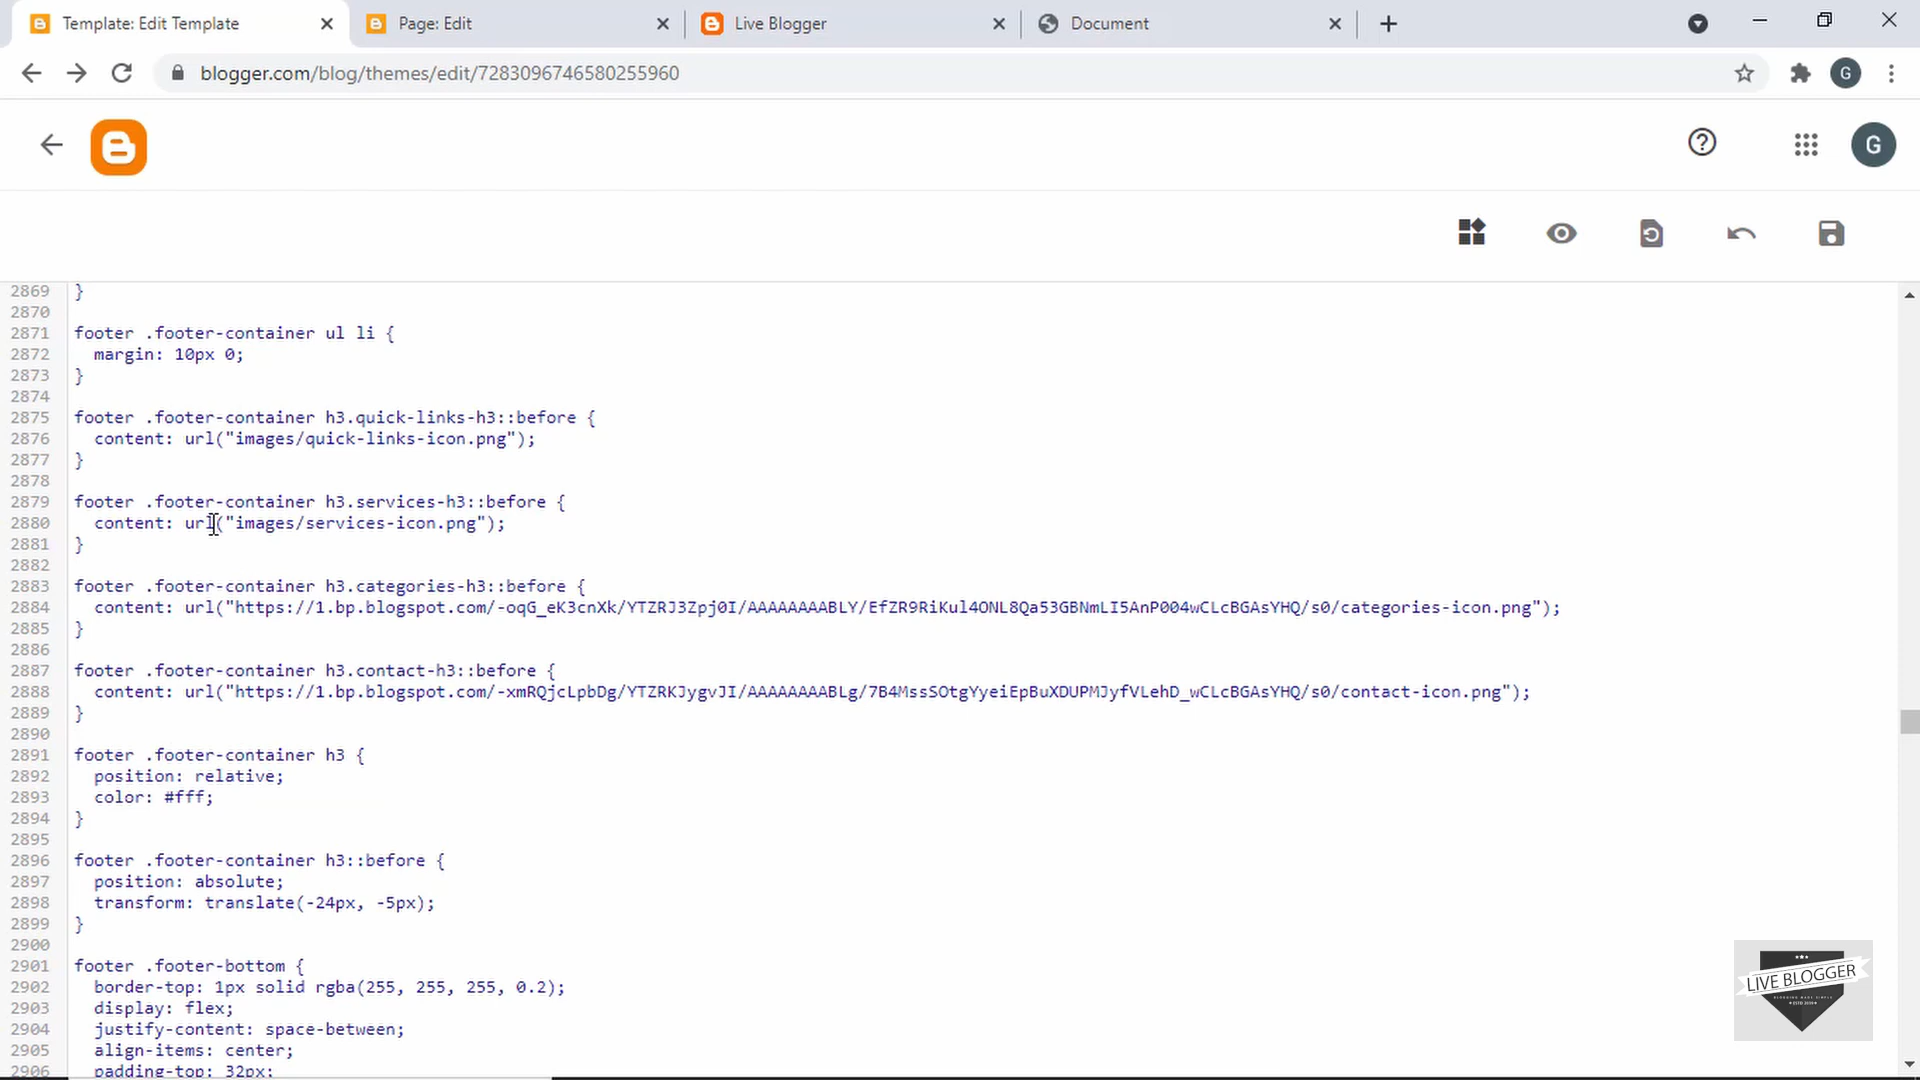 Template: Edit Template
Page: Edit
Live Blogger
Document
blogger.com/blog/themes/edit/7283096746580255960
G
G
2869 }
2870
2871 footer .footer-container ul li {
2872 margin: 10px 0;
2873 }
2874
2875 footer .footer-container h3.quick-links-h3::before {
2876 content: url("images/quick-links-icon.png");
2877 }
2878
2879 footer .footer-container h3.services-h3::before {
2880 content: url("images/services-icon.png");
2881 }
2882
2883 footer .footer-container h3.categories-h3::before {
2884 content: url("https://1.bp.blogspot.com/-oqG_eK3cnXk/YTZRJ3Zpj0I/AAAAAAAABLY/EfZR9RiKul4ONL8Qa53GBNmLI5AnP004wCLcBGAsYHQ/s0/categories-icon.png");
2885 }
2886
2887 footer .footer-container h3.contact-h3::before {
2888 content: url("https://1.bp.blogspot.com/-xmRQjcLpbDg/YTZRKJygvJI/AAAAAAAABLg/7B4MssSOtgYyeiEpBuXDUPMJyfVLehD_wCLcBGAsYHQ/s0/contact-icon.png");
2889 }
2890
2891 footer .footer-container h3 {
2892 position: relative;
2893 color: #fff;
2894 }
2895
2896 footer .footer-container h3::before {
2897 position: absolute;
2898 transform: translate(-24px, -5px);
2899 }
2900
2901 footer .footer-bottom {
2902 border-top: 1px solid rgba(255, 255, 255, 0.2);
2903 display: flex;
2904 justify-content: space-between;
2905 align-items: center;
2906 padding-top: 32px;
LIVE BLOGGER